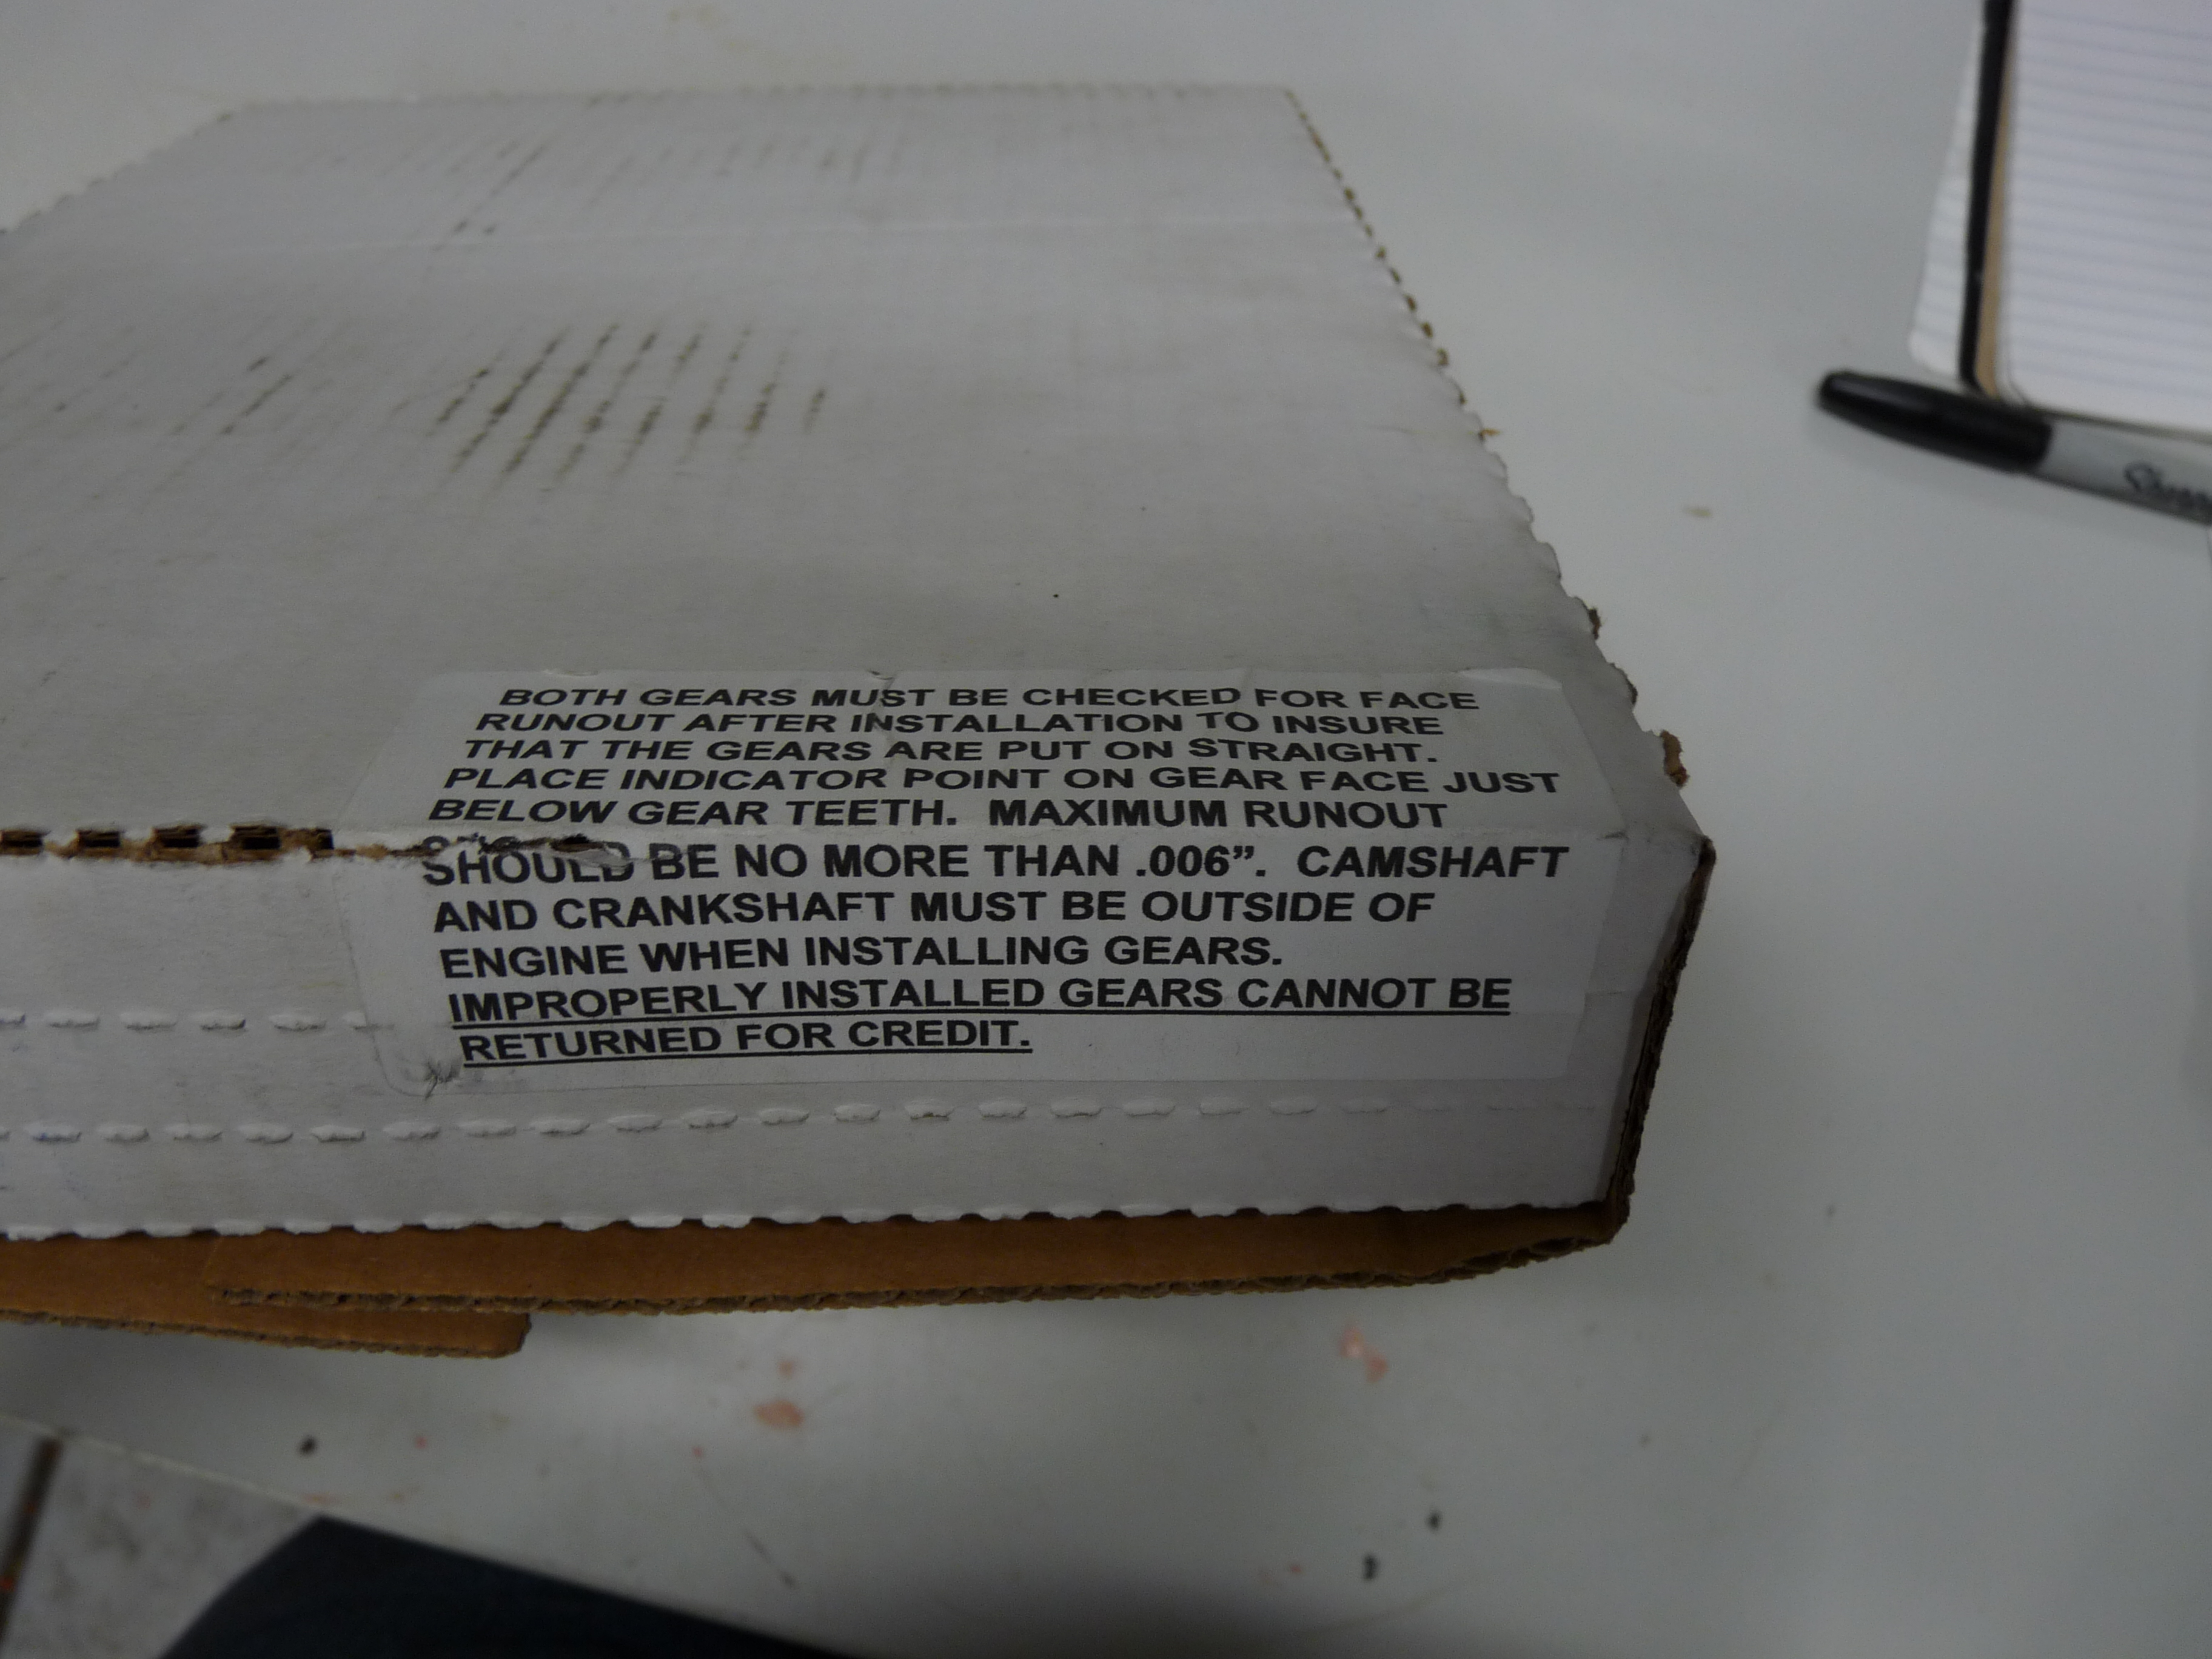 BOTH GEARS MUST BE CHECKED FOR FACE
RUNOUT AFTER INSTALLATION TO INSURE
THAT THE GEARS ARE PUT ON STRAIGHT.
PLACE INDICATOR POINT ON GEAR FACE JUST
BELOW GEAR TEETH.  MAXIMUM RUNOUT
SHOULD BE NO MORE THAN .006”.  CAMSHAFT
AND CRANKSHAFT MUST BE OUTSIDE OF
ENGINE WHEN INSTALLING GEARS.
IMPROPERLY INSTALLED GEARS CANNOT BE
RETURNED FOR CREDIT.